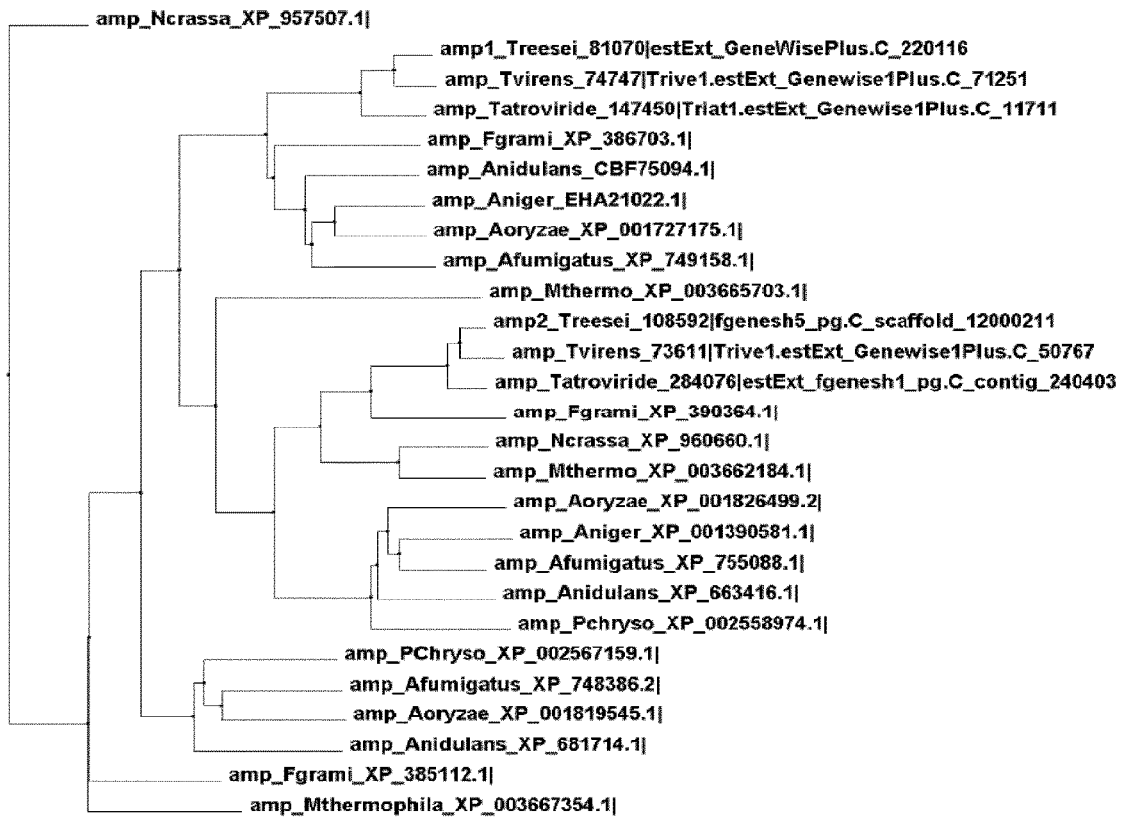 amp_Ncrassa_XP_957507.1|
amp1_Treesei_81070|estExt_GeneWisePlus.C_220116
amp_Tvirens_74747|Trive1.estExt_Genewise1Plus.C_71251
amp_Tatroviride_147450|Triat1.estExt_Genewise1Plus.C_11711
amp_Fgrami_XP_386703.1|
amp_Anidulans_CBF75094.1|
amp_Aniger_EHA21022.1|
amp_Aoryzae_XP_001727175.1|
amp_Afumigatus_XP_749158.1|
amp_Mthermo_XP_003665703.1|
amp2_Treesei_108592|fgenesh5_pg.C_scaffold_12000211
amp_Tvirens_73611|Trive1.estExt_Genewise1Plus.C_50767
amp_Tatroviride_284076|estExt_fgenesh1_pg.C_contig_240403
amp_Fgrami_XP_390364.1|
amp_Ncrassa_XP_960660.1|
amp_Mthermo_XP_003662184.1|
amp_Aoryzae_XP_001826499.2|
amp_Aniger_XP_001390581.1|
amp_Afumigatus_XP_755088.1|
amp_Anidulans_XP_663416.1|
amp_Pchryso_XP_002558974.1|
amp_PChryso_XP_002567159.1|
amp_Afumigatus_XP_748386.2|
amp_Aoryzae_XP_001819545.1|
amp_Anidulans_XP_681714.1|
amp_Fgrami_XP_385112.1|
amp_Mthermophila_XP_003667354.1|